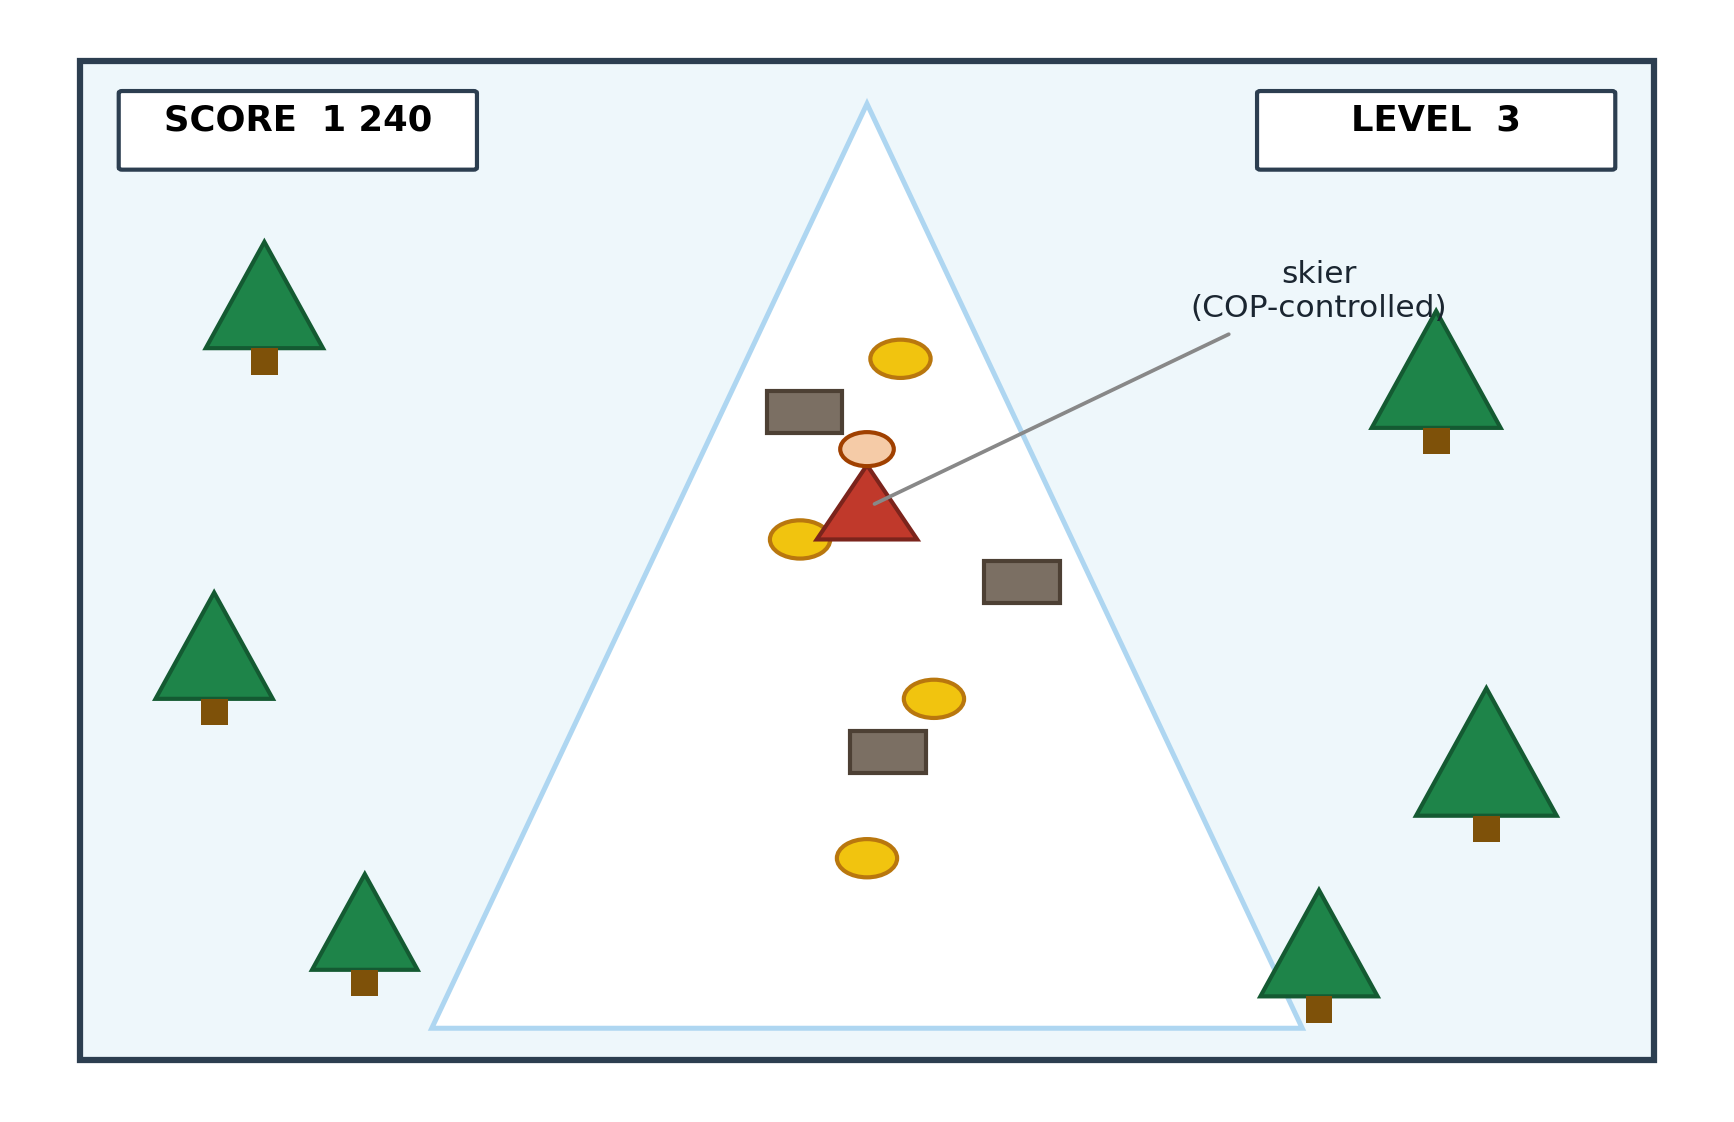 SCORE  1 240
LEVEL  3
skier
(COP-controlled)